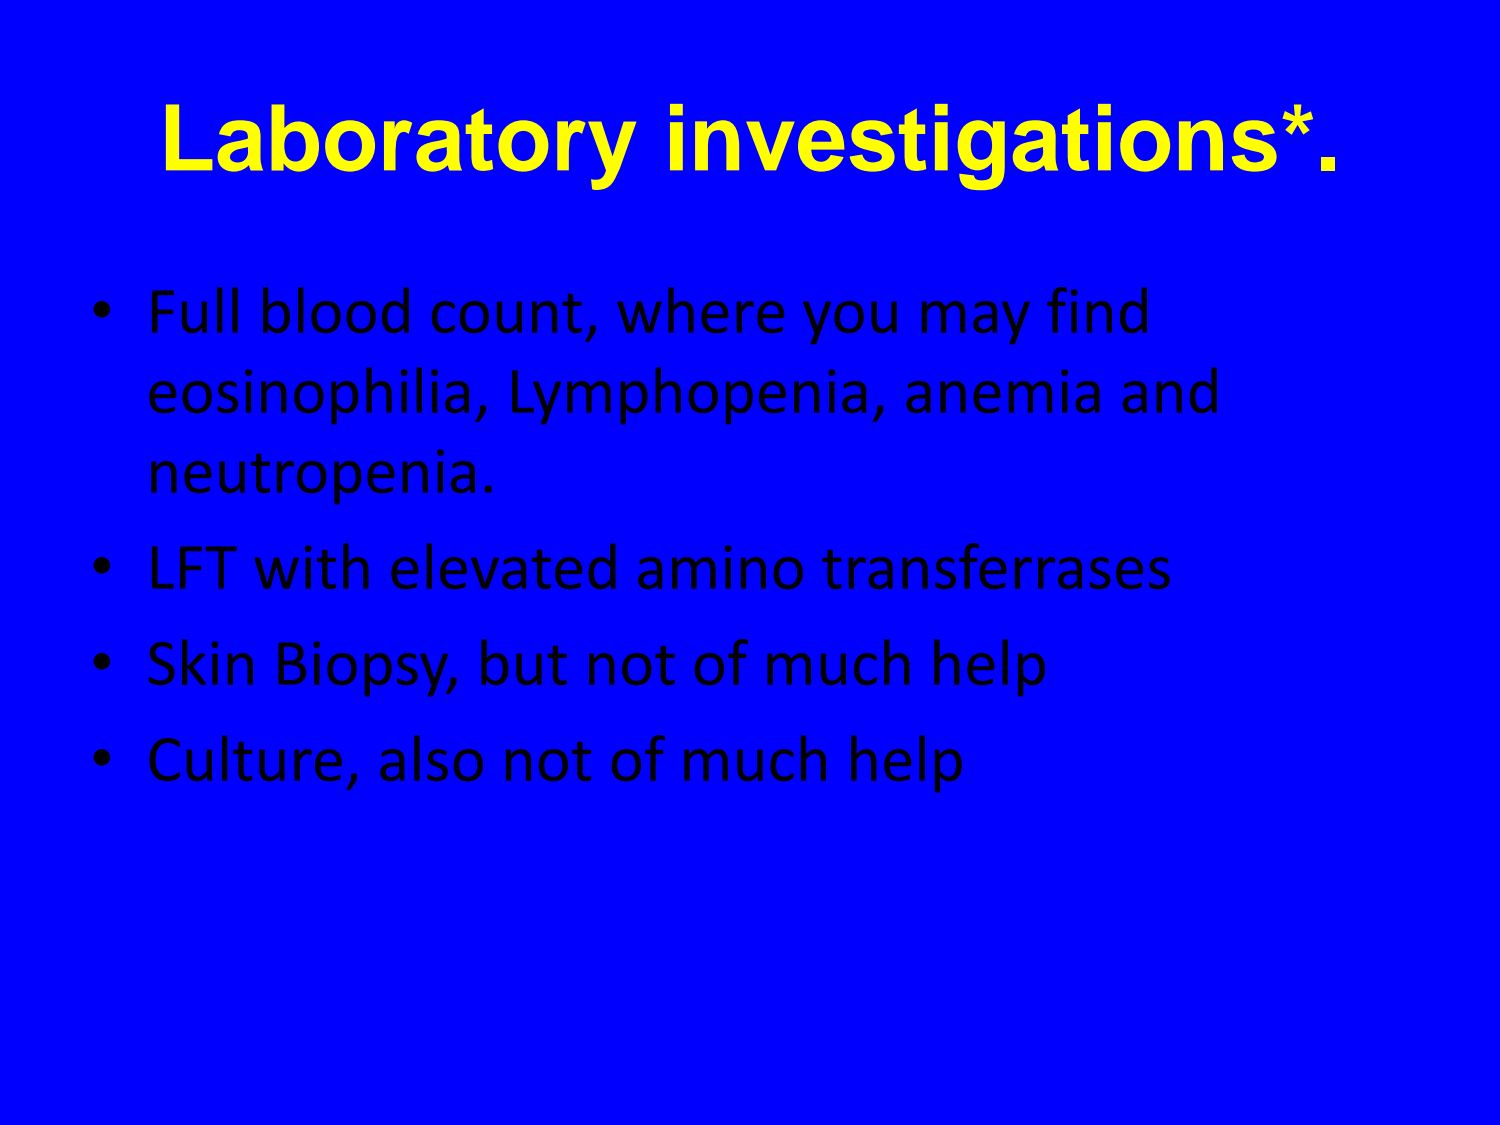 Laboratory investigations*.
• Full blood count, where you may find
eosinophilia, Lymphopenia, anemia and
neutropenia.
• LFT with elevated amino transferrases
• Skin Biopsy, but not of much help
• Culture, also not of much help